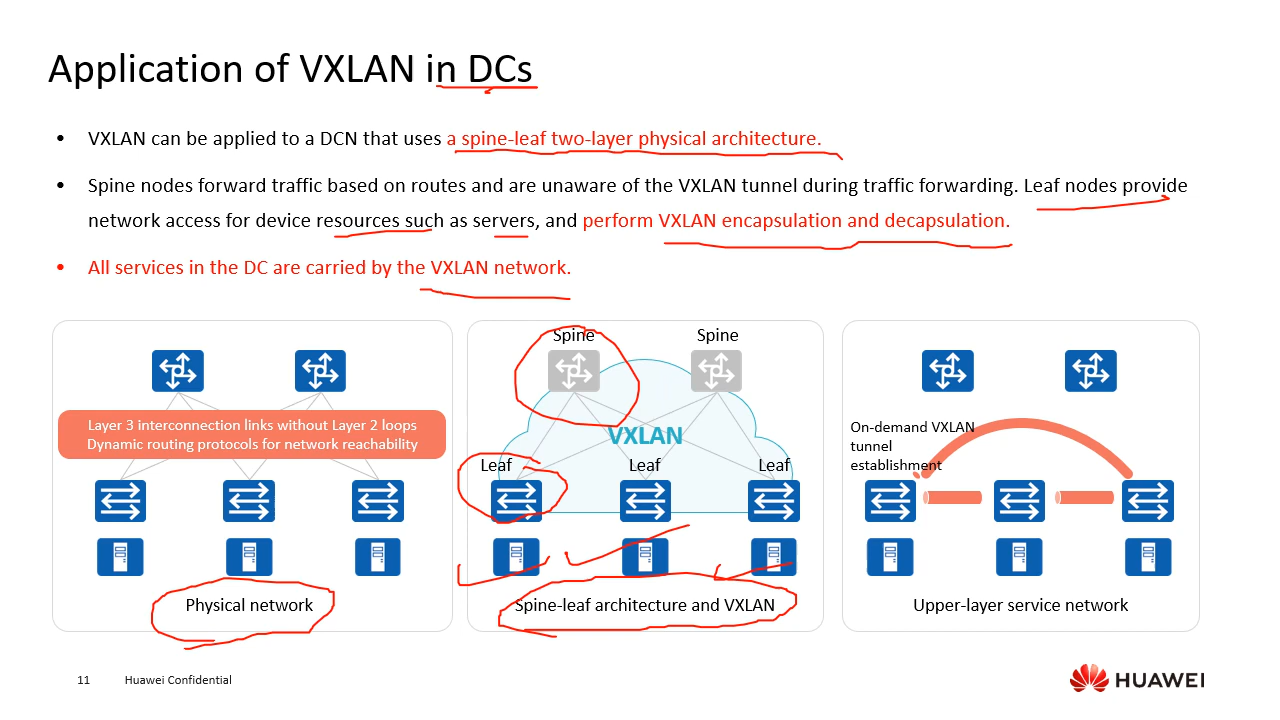 Application of VXLAN in DCs
• VXLAN can be applied to a DCN that uses a spine-leaf two-layer physical architecture.
• Spine nodes forward traffic based on routes and are unaware of the VXLAN tunnel during traffic forwarding. Leaf nodes provide
network access for device resources such as servers, and perform VXLAN encapsulation and decapsulation.
• All services in the DC are carried by the VXLAN network.
Layer 3 interconnection links without Layer 2 loops
Dynamic routing protocols for network reachability
Physical network
Spine
Spine
VXLAN
Leaf
Leaf
Leaf
Spine-leaf architecture and VXLAN
On-demand VXLAN
tunnel
establishment
Upper-layer service network
11
Huawei Confidential
HUAWEI